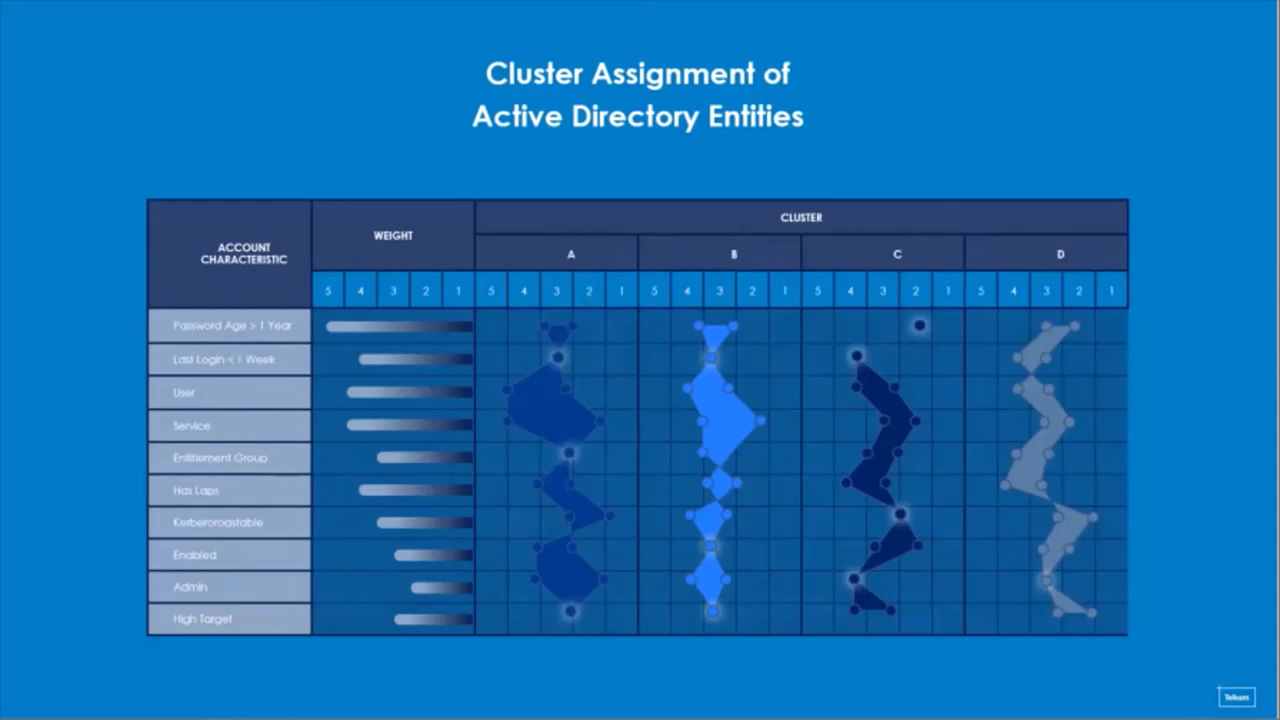 Cluster Assignment of
Active Directory Entities
ACCOUNT
CHARACTERISTIC
WEIGHT
CLUSTER
A B C D
5 4 3 2 1 5 4 3 2 1 5 4 3 2 1 5 4 3 2 1 5 4 3 2 1
Password Age > 1 Year
Last Login < 1 Week
User
Service
Entitlement Group
Has Laps
Kerberoroastable
Enabled
Admin
High Target
Telkom